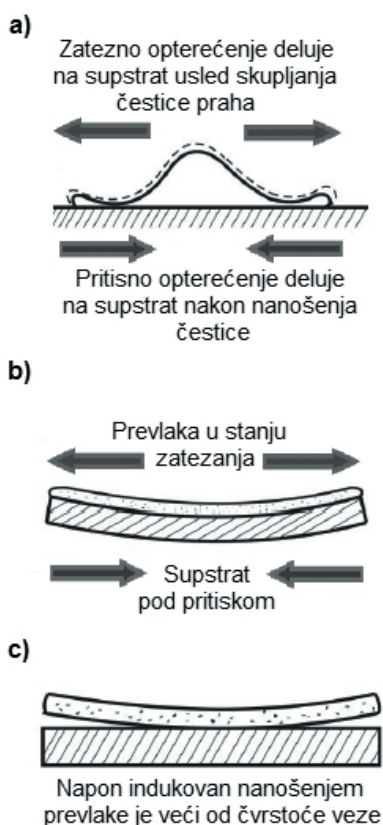 a)
Zatezno opterećenje deluje
na supstrat usled skupljanja
čestice praha
Pritisno opterećenje deluje
na supstrat nakon nanošenja
čestice
b)
Prevlaka u stanju
zatezanja
Supstrat
pod pritiskom
c)
Napon indukovan nanošenjem
prevlake je veći od čvrstoće veze